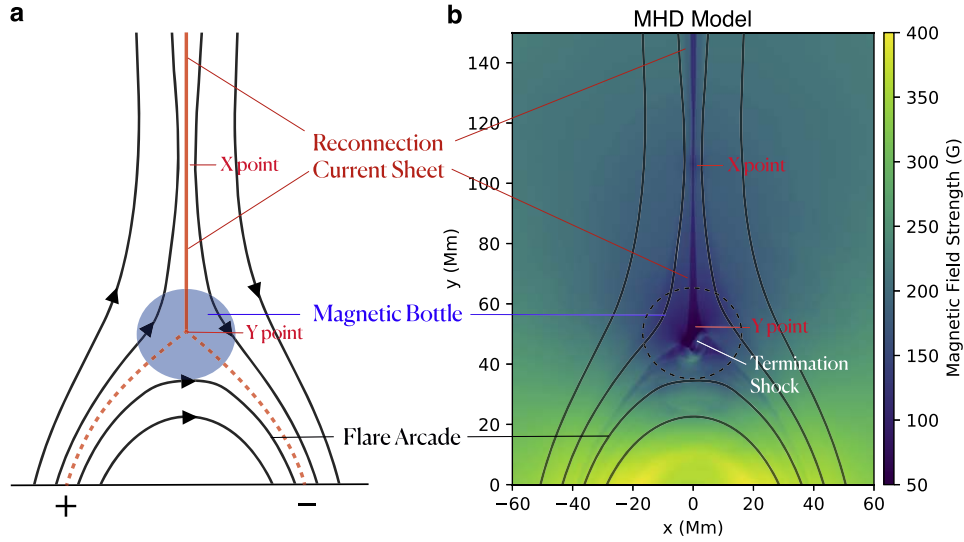 a
X point
Magnetic Bottle
Y point
Flare Arcade
+
−
Reconnection
Current Sheet
b
MHD Model
X point
Y point
Termination
Shock
140
120
100
80
60
40
20
0
y (Mm)
−60
−40
−20
0
20
40
60
x (Mm)
400
350
300
250
200
150
100
50
Magnetic Field Strength (G)